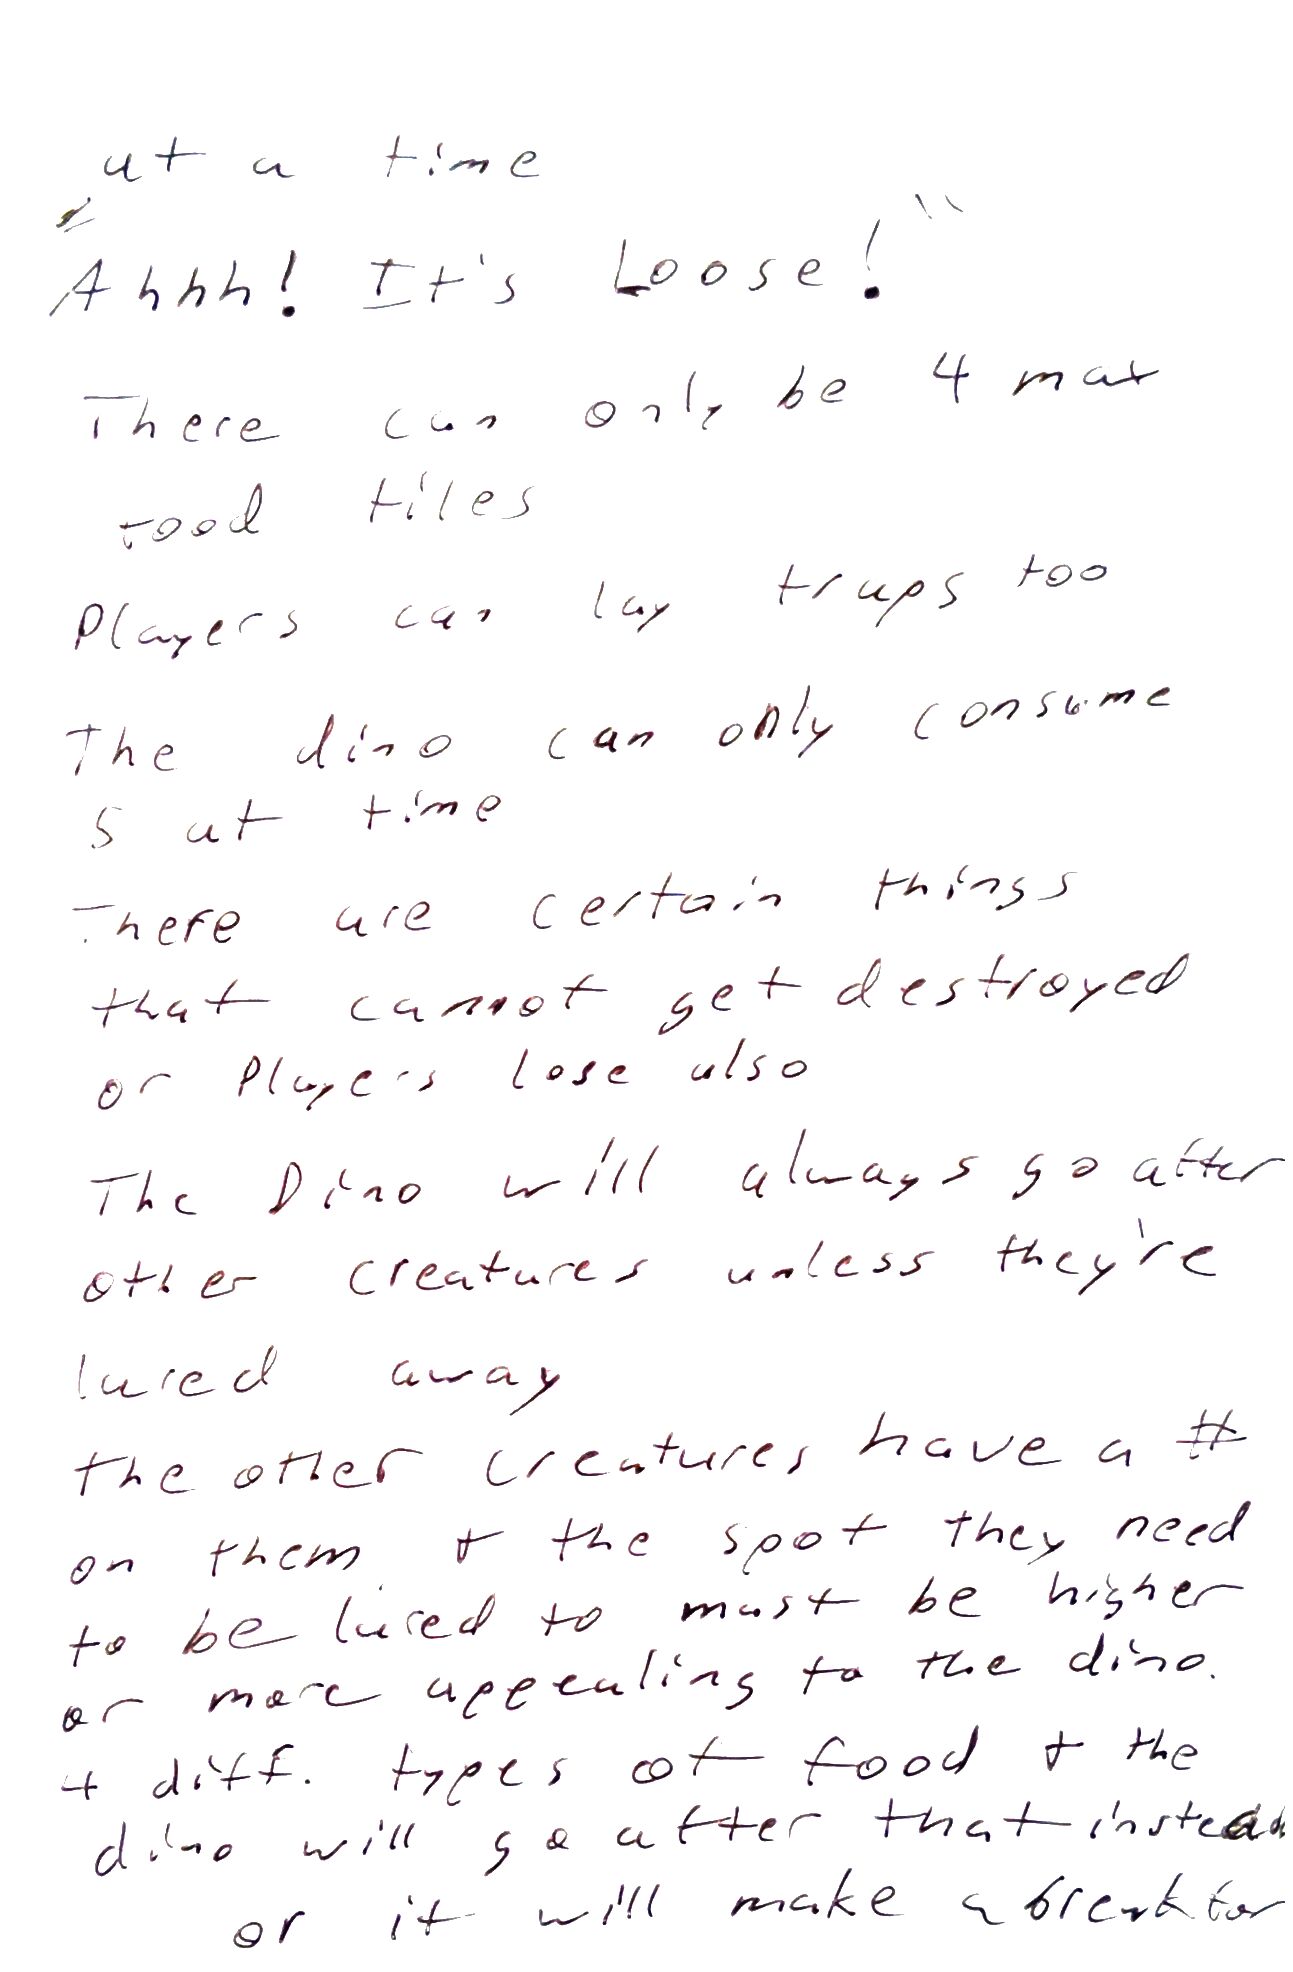 at a time
"Ahhh! It's Loose!"
There can only be 4 max
food tiles
Players can lay traps too
The dino can only consume
5 at time
There are certain things
that cannot get destroyed
or Players lose also
The Dino will always go after
other creatures unless they're
lured away
the other creatures have a #
on them & the spot they need
to be lured to must be higher
or more appealing to the dino.
4 diff. types of food & the
dino will go after that instead
or it will make a break for